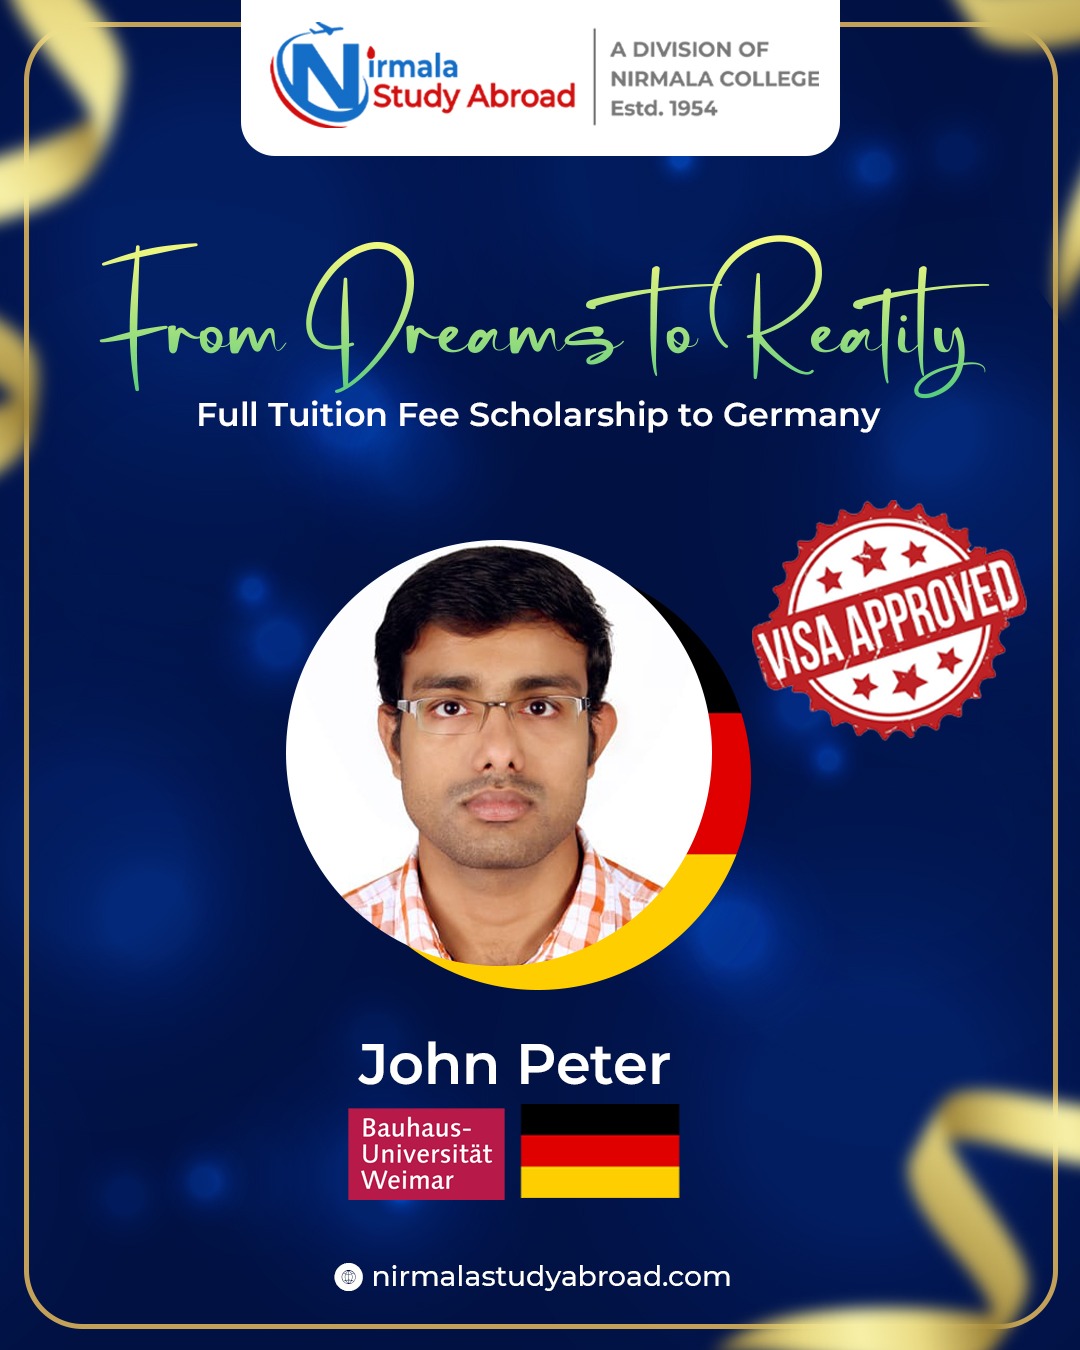 Nirmala
Study Abroad
A DIVISION OF
NIRMALA COLLEGE
Estd. 1954
From Dreams to Reality
Full Tuition Fee Scholarship to Germany
VISA APPROVED
John Peter
Bauhaus-
Universität
Weimar
nirmalastudyabroad.com